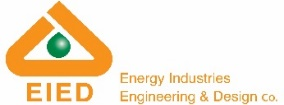 EIED
Energy Industries
Engineering & Design Co.